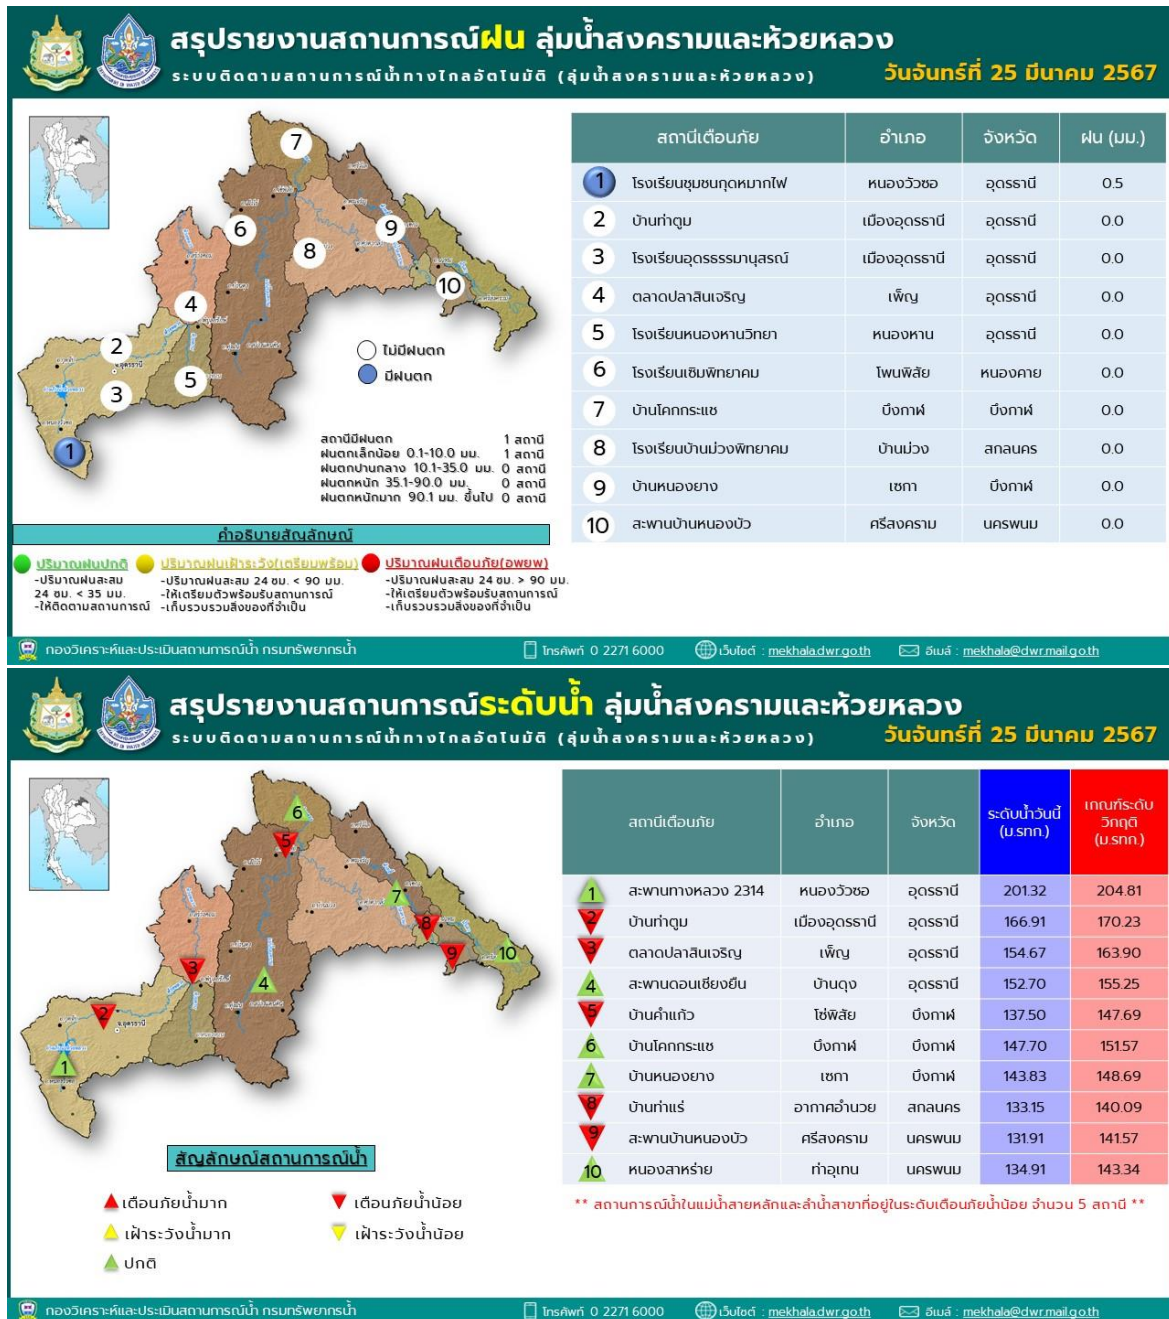 สรุปรายงานสถานการณ์ฝน ลุ่มน้ำสงครามและห้วยหลวง
ระบบติดตามสถานการณ์น้ำทางไกลอัตโนมัติ (ลุ่มน้ำสงครามและห้วยหลวง)
วันจันทร์ที่ 25 มีนาคม 2567
7
6
9
8
10
4
2
5
3
1
ไม่มีฝนตก
มีฝนตก
สถานีมีฝนตก 1 สถานี
ฝนตกเล็กน้อย 0.1-10.0 มม. 1 สถานี
ฝนตกปานกลาง 10.1-35.0 มม. 0 สถานี
ฝนตกหนัก 35.1-90.0 มม. 0 สถานี
ฝนตกหนักมาก 90.1 มม. ขึ้นไป 0 สถานี
คำอธิบายสัญลักษณ์
ปริมาณฝนปกติ
-ปริมาณฝนสะสม
24 ชม. < 35 มม.
-ให้ติดตามสถานการณ์
ปริมาณฝนเฝ้าระวัง(เตรียมพร้อม)
-ปริมาณฝนสะสม 24 ชม. < 90 มม.
-ให้เตรียมตัวพร้อมรับสถานการณ์
-เก็บรวบรวมสิ่งของที่จำเป็น
ปริมาณฝนเตือนภัย(อพยพ)
-ปริมาณฝนสะสม 24 ชม. > 90 มม.
-ให้เตรียมตัวพร้อมรับสถานการณ์
-เก็บรวบรวมสิ่งของที่จำเป็น
สถานีเตือนภัย อำเภอ จังหวัด ฝน (มม.)
1 โรงเรียนชุมชนกุดหมากไฟ หนองวัวซอ อุดรธานี 0.5
2 บ้านท่าตูม เมืองอุดรธานี อุดรธานี 0.0
3 โรงเรียนอุดรธรรมานุสรณ์ เมืองอุดรธานี อุดรธานี 0.0
4 ตลาดปลาสินเจริญ เพ็ญ อุดรธานี 0.0
5 โรงเรียนหนองหานวิทยา หนองหาน อุดรธานี 0.0
6 โรงเรียนเซิมพิทยาคม โพนพิสัย หนองคาย 0.0
7 บ้านโคกกระแซ บึงกาฬ บึงกาฬ 0.0
8 โรงเรียนบ้านม่วงพิทยาคม บ้านม่วง สกลนคร 0.0
9 บ้านหนองยาง เซกา บึงกาฬ 0.0
10 สะพานบ้านหนองบัว ศรีสงคราม นครพนม 0.0
กองวิเคราะห์และประเมินสถานการณ์น้ำ กรมทรัพยากรน้ำ โทรศัพท์ 0 2271 6000 เว็บไซต์ : mekhala.dwr.go.th อีเมล์ : mekhala@dwr.mail.go.th
สรุปรายงานสถานการณ์ระดับน้ำ ลุ่มน้ำสงครามและห้วยหลวง
ระบบติดตามสถานการณ์น้ำทางไกลอัตโนมัติ (ลุ่มน้ำสงครามและห้วยหลวง)
วันจันทร์ที่ 25 มีนาคม 2567
6
5
7
8
9
10
3
4
2
1
สัญลักษณ์สถานการณ์น้ำ
เตือนภัยน้ำมาก
เตือนภัยน้ำน้อย
เฝ้าระวังน้ำมาก
เฝ้าระวังน้ำน้อย
ปกติ
สถานีเตือนภัย อำเภอ จังหวัด ระดับน้ำวันนี้ (ม.รทก.) เกณฑ์ระดับวิกฤติ (ม.รทก.)
1 สะพานทางหลวง 2314 หนองวัวซอ อุดรธานี 201.32 204.81
2 บ้านท่าตูม เมืองอุดรธานี อุดรธานี 166.91 170.23
3 ตลาดปลาสินเจริญ เพ็ญ อุดรธานี 154.67 163.90
4 สะพานดอนเชียงยืน บ้านดุง อุดรธานี 152.70 155.25
5 บ้านคำแก้ว โซ่พิสัย บึงกาฬ 137.50 147.69
6 บ้านโคกกระแซ บึงกาฬ บึงกาฬ 147.70 151.57
7 บ้านหนองยาง เซกา บึงกาฬ 143.83 148.69
8 บ้านท่าแร่ อากาศอำนวย สกลนคร 133.15 140.09
9 สะพานบ้านหนองบัว ศรีสงคราม นครพนม 131.91 141.57
10 หนองสาหร่าย ท่าอุเทน นครพนม 134.91 143.34
** สถานการณ์น้ำในแม่น้ำสายหลักและลำน้ำสาขาที่อยู่ในระดับเตือนภัยน้ำน้อย จำนวน 5 สถานี **
กองวิเคราะห์และประเมินสถานการณ์น้ำ กรมทรัพยากรน้ำ โทรศัพท์ 0 2271 6000 เว็บไซต์ : mekhala.dwr.go.th อีเมล์ : mekhala@dwr.mail.go.th